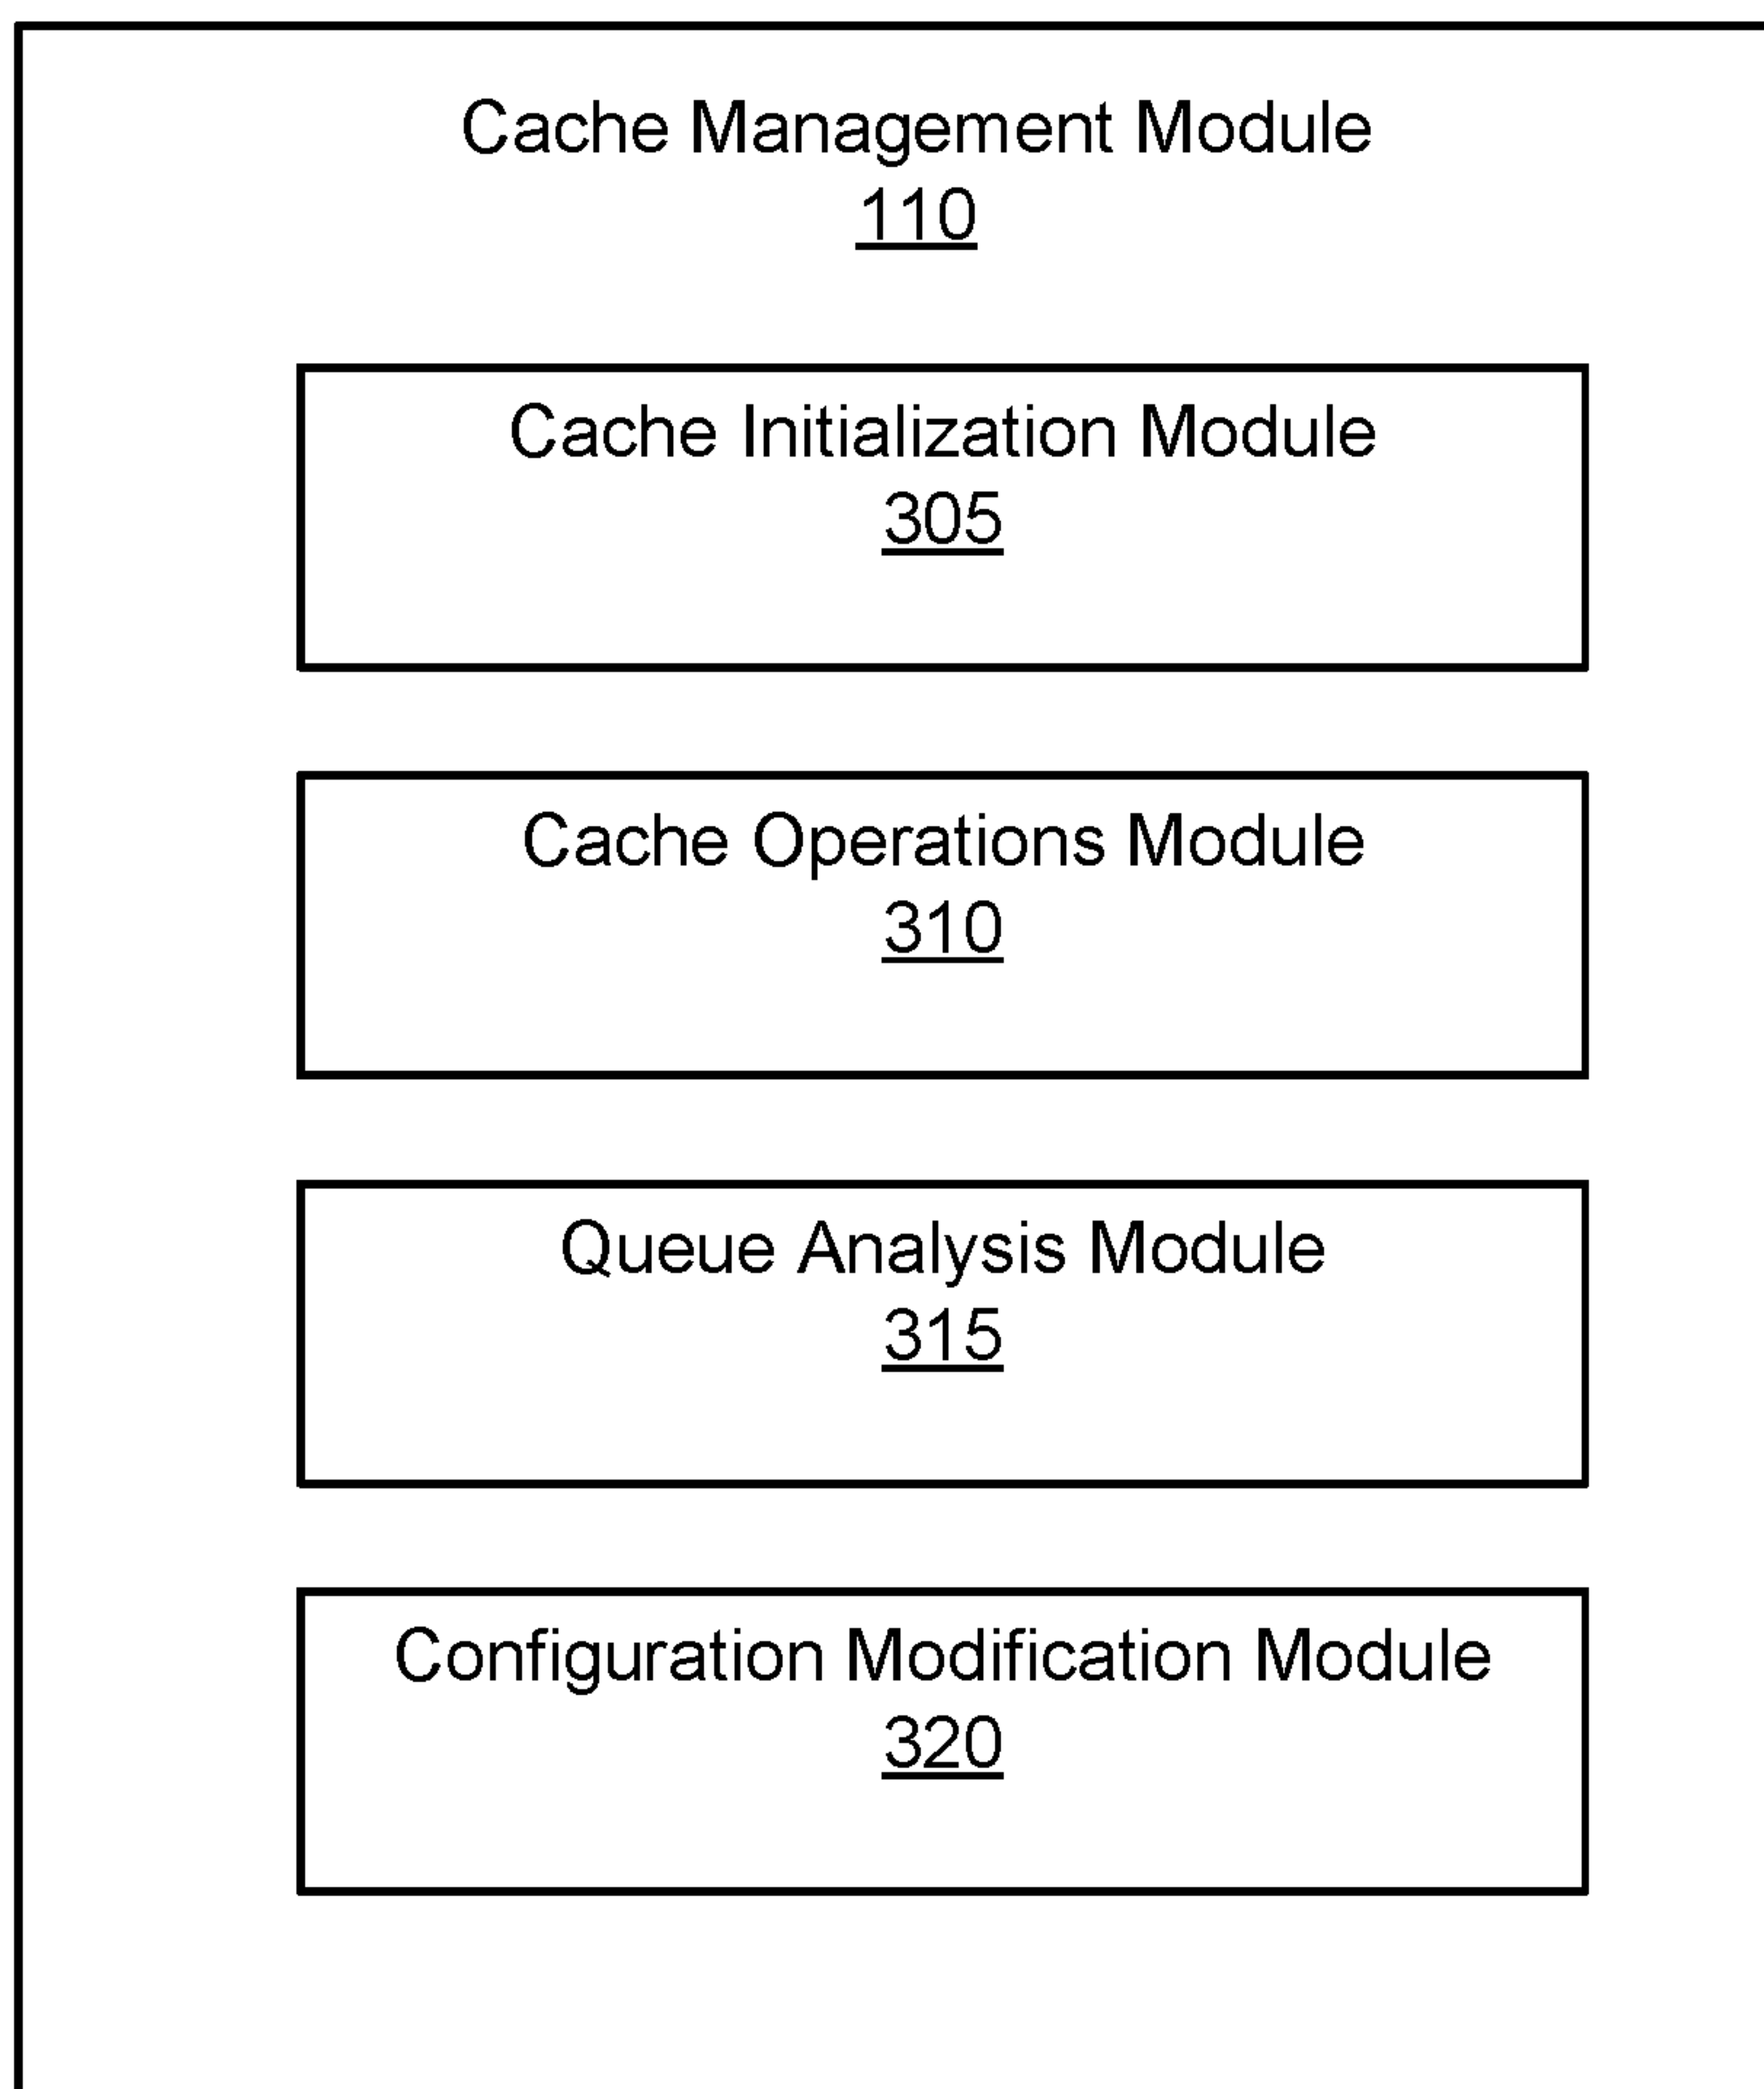 Cache Management Module
110
Cache Initialization Module
305
Cache Operations Module
310
Queue Analysis Module
315
Configuration Modification Module
320